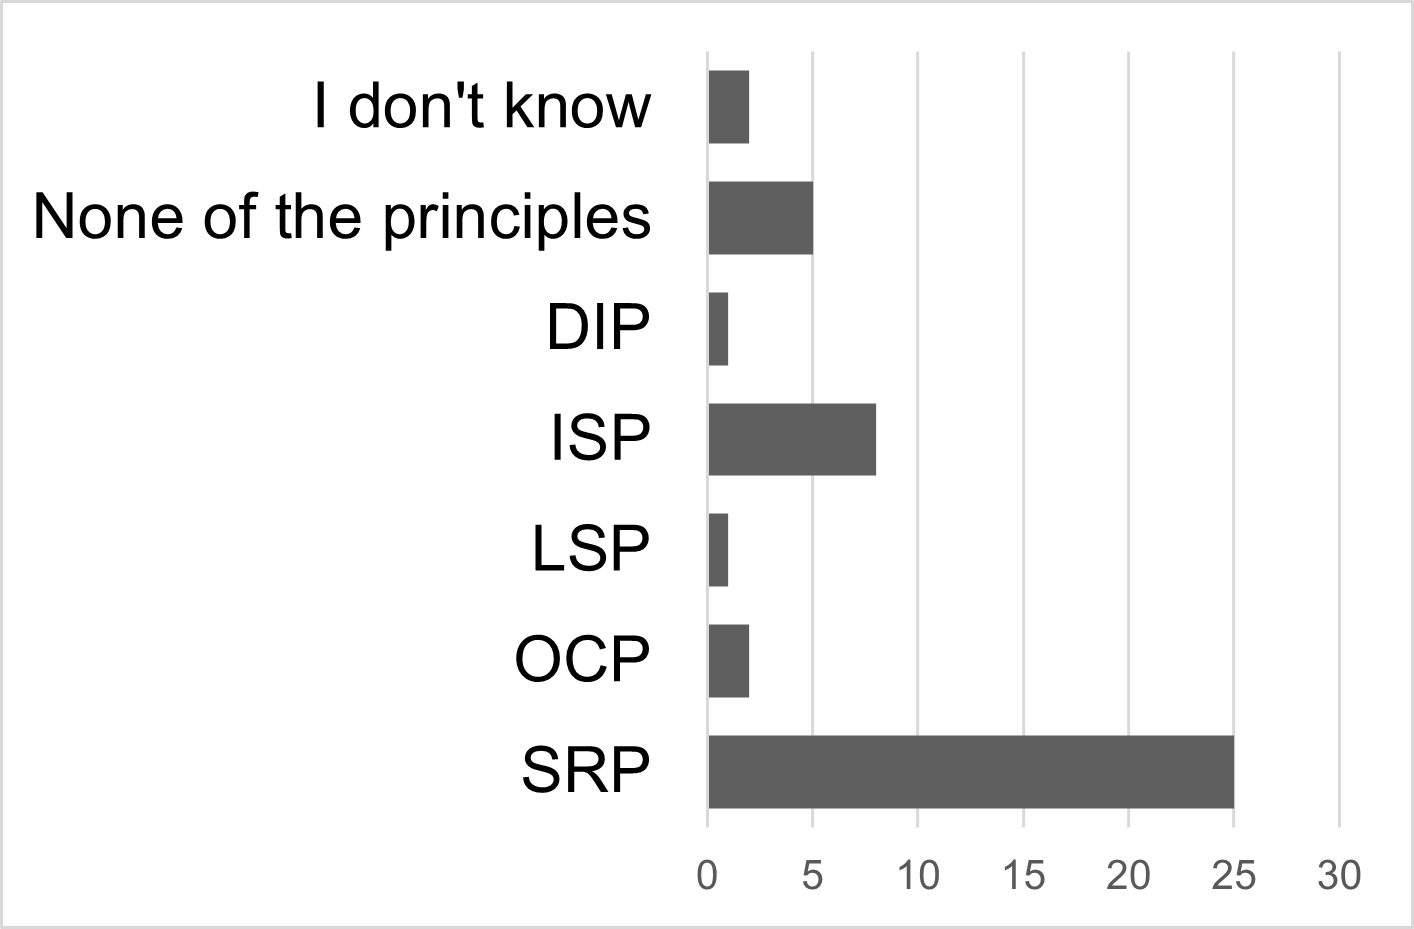 I don't know
None of the principles
DIP
ISP
LSP
OCP
SRP
0 5 10 15 20 25 30